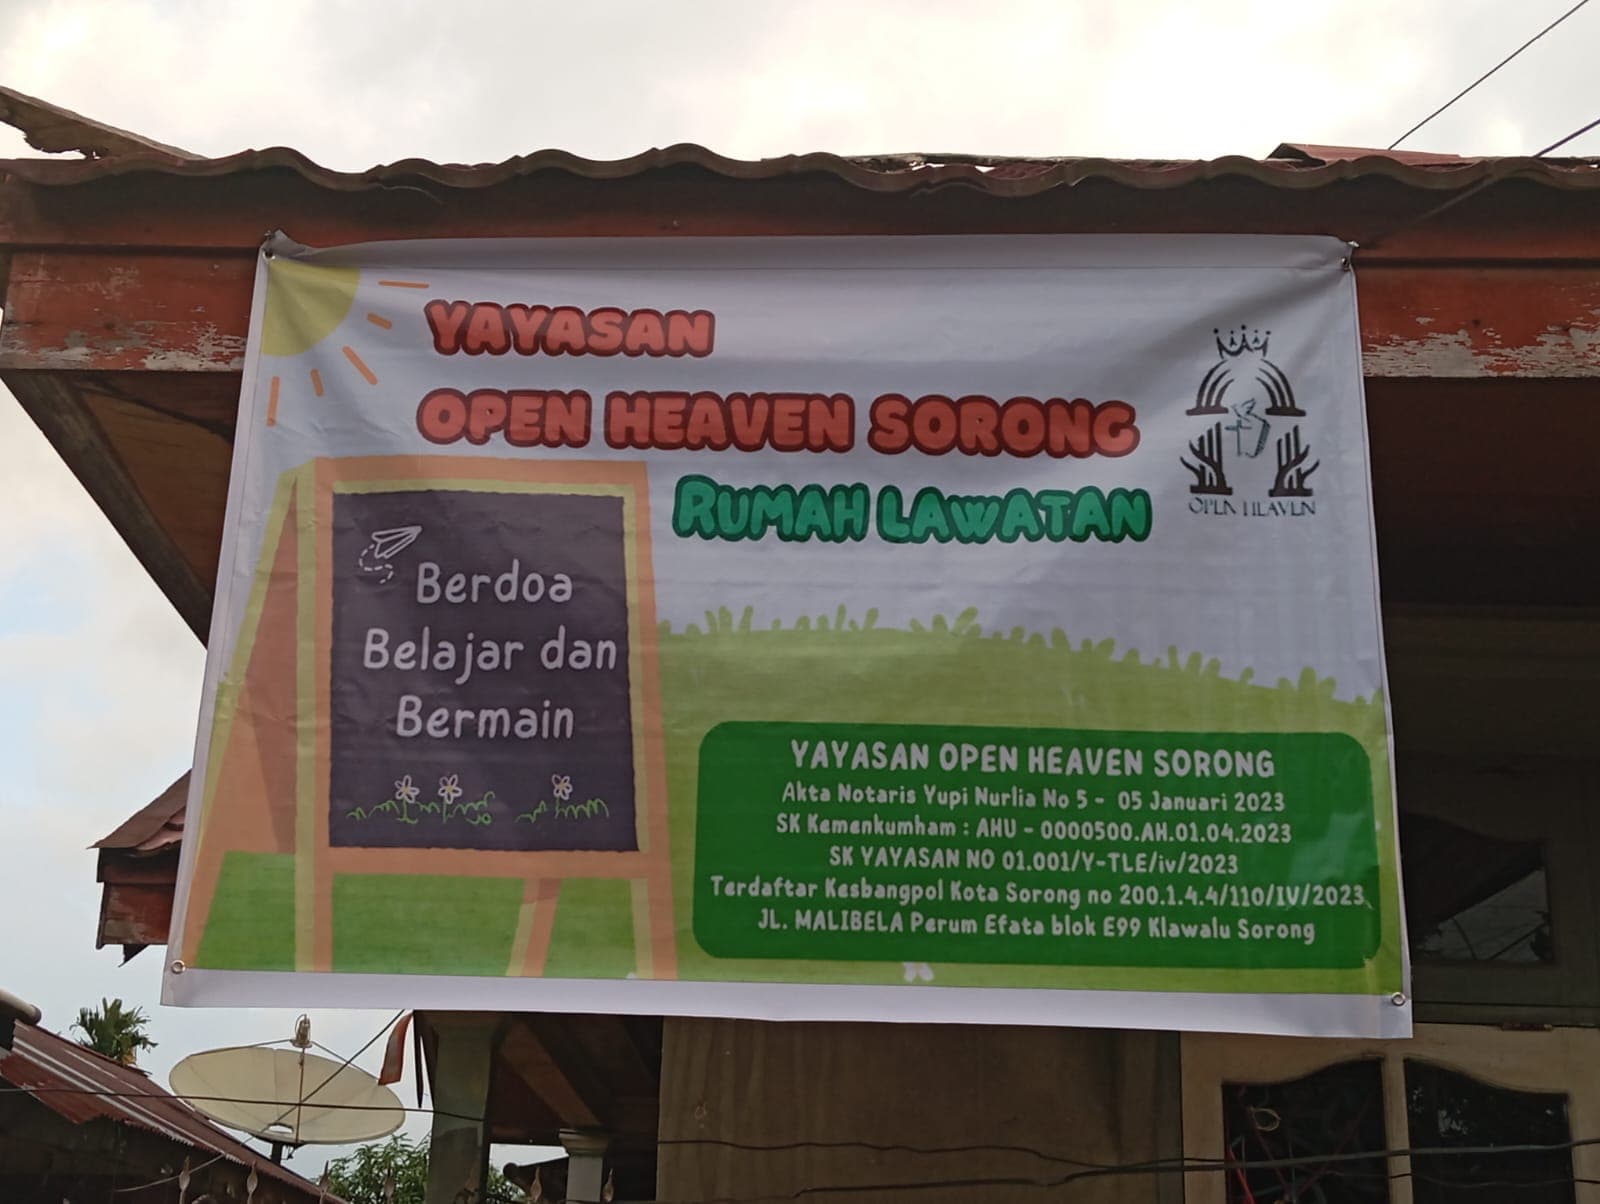 YAYASAN
OPEN HEAVEN SORONG
RUMAH LAWATAN
OPEN HEAVEN
Berdoa
Belajar dan
Bermain
YAYASAN OPEN HEAVEN SORONG
Akta Notaris Yupi Nurlia No 5 - 05 Januari 2023
SK Kemenkumham : AHU - 0000500.AH.01.04.2023
SK YAYASAN NO 01.001/Y-TLE/iv/2023
Terdaftar Kesbangpol Kota Sorong no 200.1.4.4/110/IV/2023
JL. MALIBELA Perum Efata blok E99 Klawalu Sorong